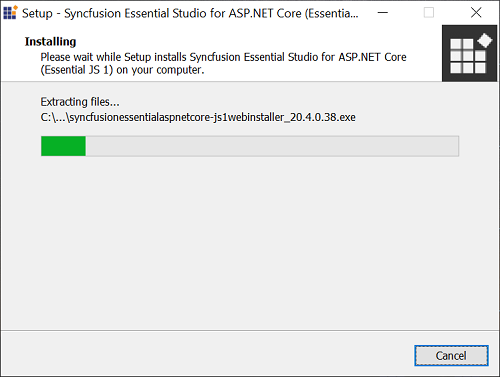 Setup - Syncfusion Essential Studio for ASP.NET Core (Essentia...
Installing
Please wait while Setup installs Syncfusion Essential Studio for ASP.NET Core
(Essential JS 1) on your computer.
Extracting files...
C:\...\syncfusionessentialaspnetcore-js1webinstaller_20.4.0.38.exe
Cancel